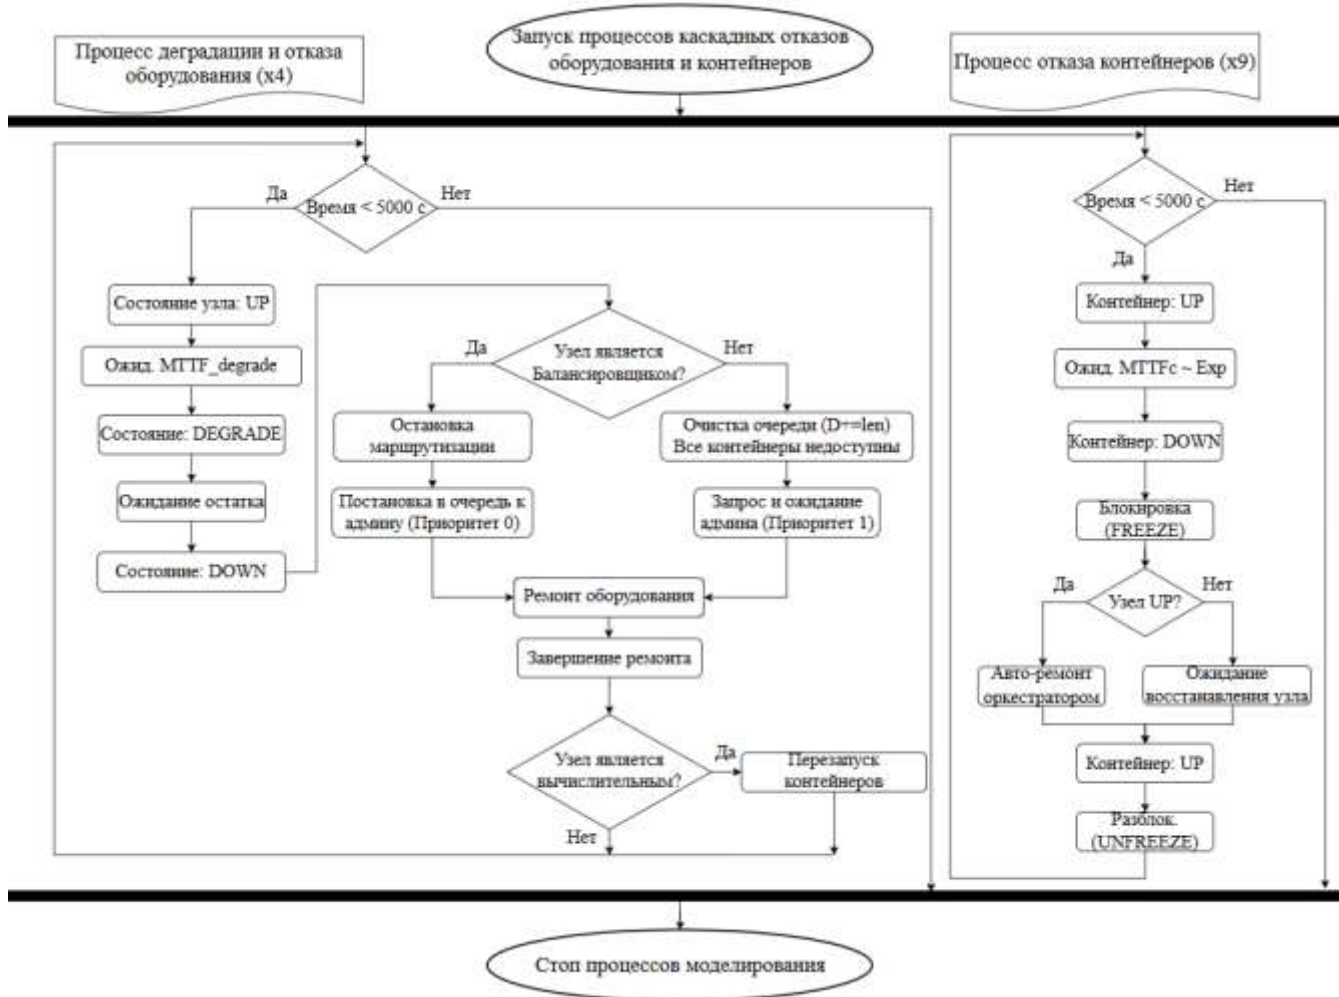 Запуск процессов каскадных отказов
оборудования и контейнеров
Процесс деградации и отказа
оборудования (x4)
Процесс отказа контейнеров (x9)
Время < 5000 с
Да
Нет
Состояние узла: UP
Ожид. MTTF_degrade
Состояние: DEGRADE
Ожидание остатка
Состояние: DOWN
Узел является
Балансировщиком?
Да
Нет
Остановка
маршрутизации
Постановка в очередь к
админу (Приоритет 0)
Очистка очереди (D+=len)
Все контейнеры недоступны
Запрос и ожидание
админа (Приоритет 1)
Ремонт оборудования
Завершение ремонта
Узел является
вычислительным?
Да
Нет
Перезапуск
контейнеров
Время < 5000 с
Нет
Да
Контейнер: UP
Ожид. MTTFc ~ Exp
Контейнер: DOWN
Блокировка
(FREEZE)
Узел UP?
Да
Нет
Авто-ремонт
оркестратором
Ожидание
восстанавления узла
Контейнер: UP
Разблок.
(UNFREEZE)
Стоп процессов моделирования